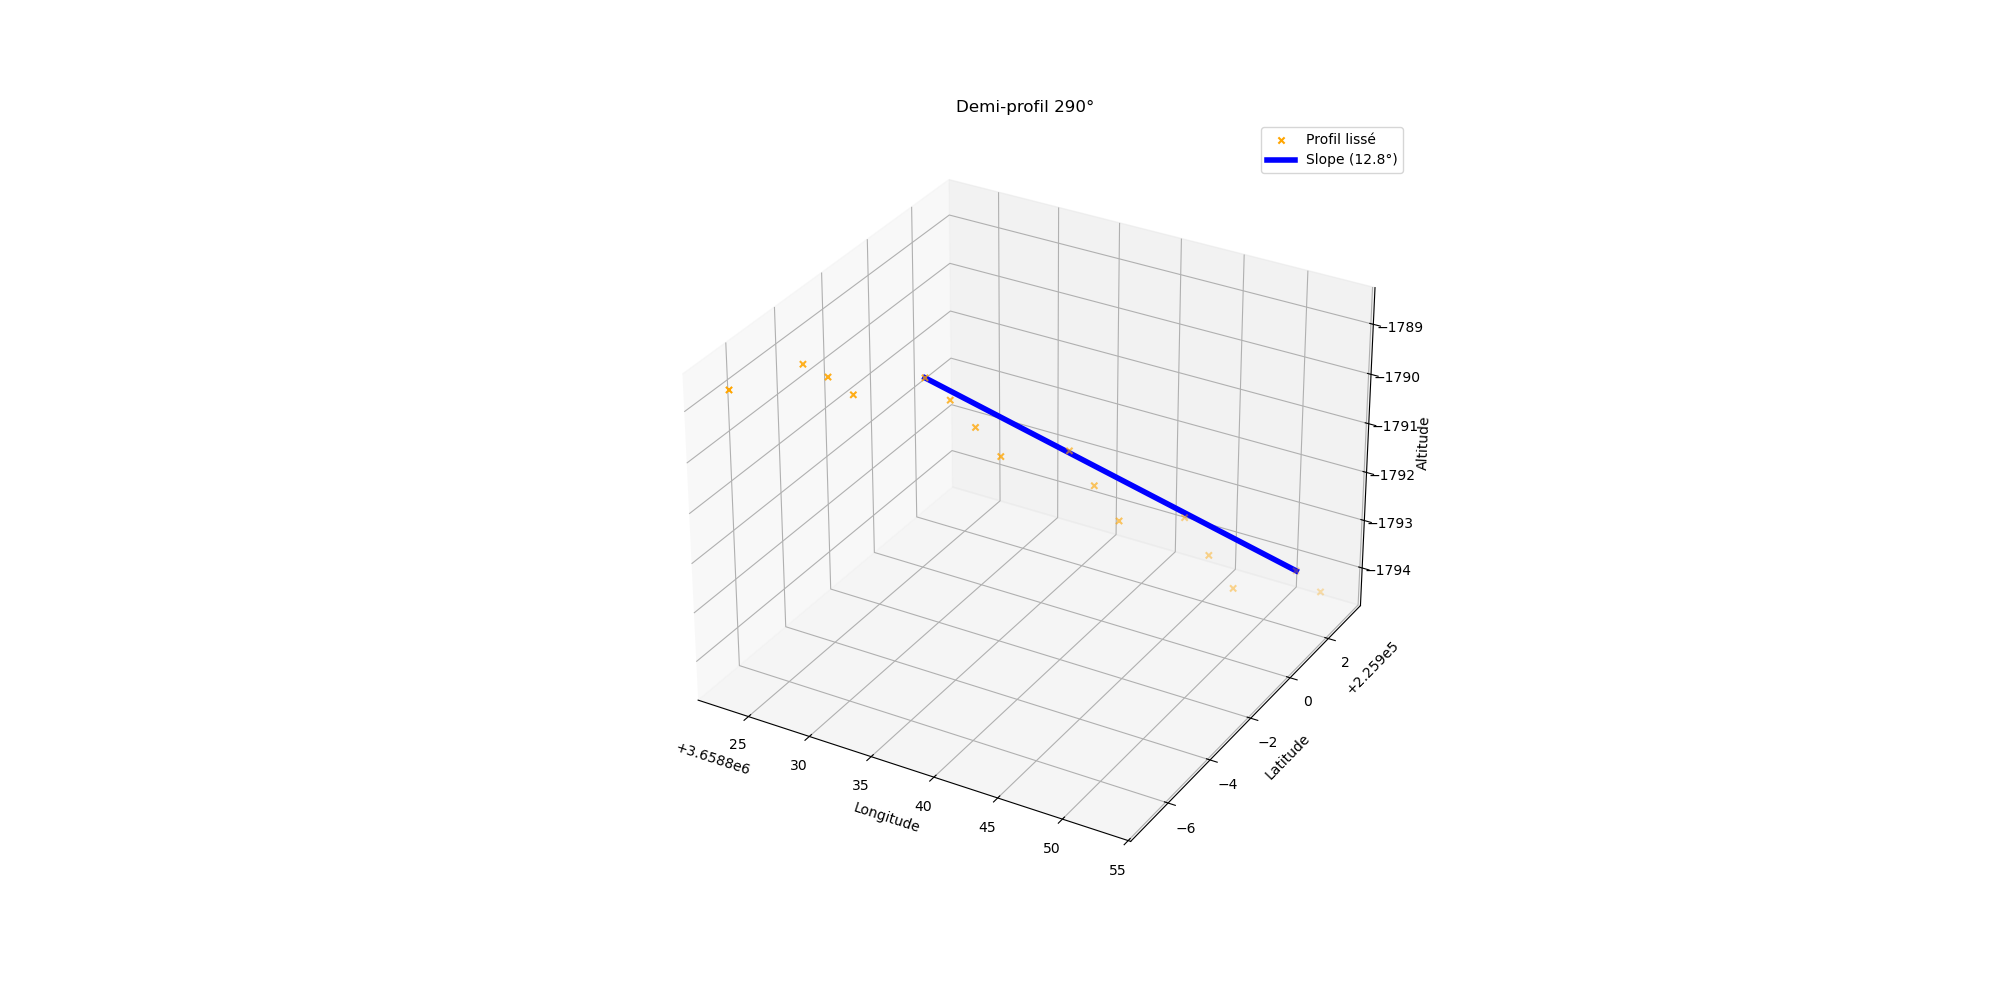 Demi-profil 290°
Profil lissé
Slope (12.8°)
−1789
−1790
−1791
−1792
−1793
−1794
Altitude
2
0
−2
−4
−6
+2.259e5
Latitude
25
30
35
40
45
50
55
+3.6588e6
Longitude